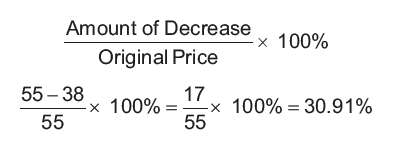 Amount of Decrease
Original Price
× 100%
55 – 38
55
× 100% =
17
55
× 100% = 30.91%